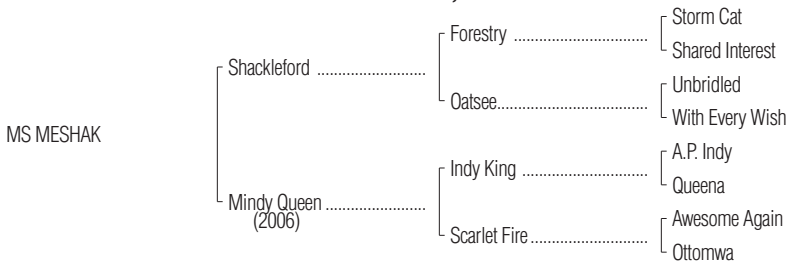 Storm Cat
Forestry ..............................
Shared Interest
Shackleford ........................
Unbridled
Oatsee..................................
With Every Wish
MS MESHAK
A.P. Indy
Indy King ............................
Queena
Mindy Queen ......................
(2006)
Awesome Again
Scarlet Fire..........................
Ottomwa